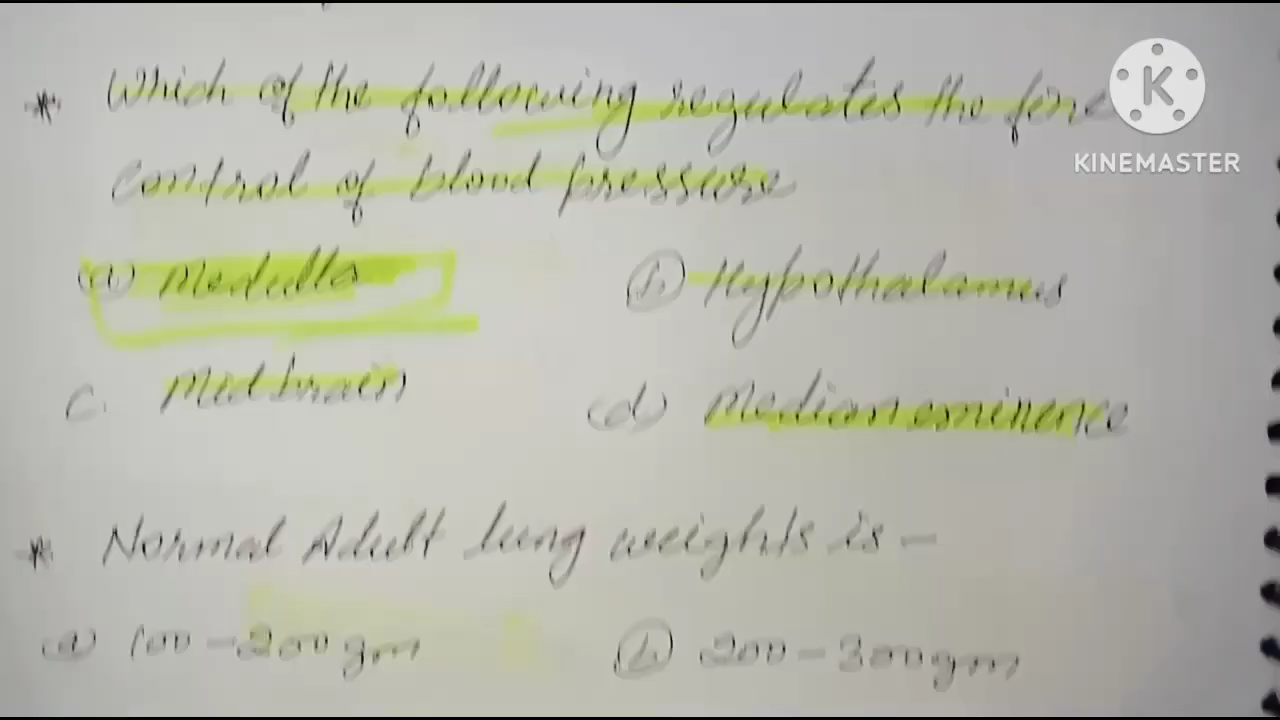 * Which of the following regulates the fine
control of blood pressure
(a) Medulla (b) Hypothalamus
c. Midbrain (d) Median eminence
* Normal Adult lung weights is –
(a) 100 – 200 gm (b) 200 – 300 gm
K
KINEMASTER